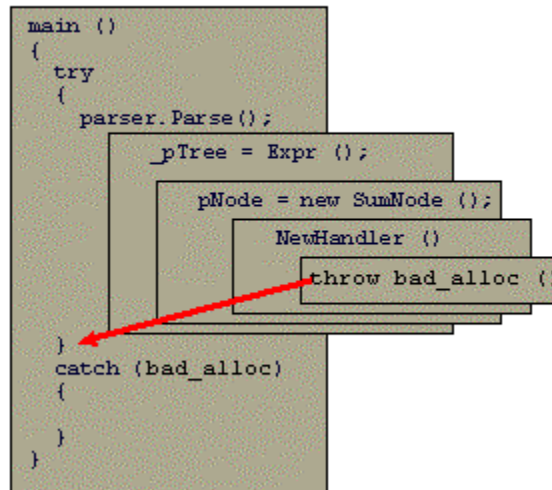 main ()
{
try
{
parser.Parse();
_pTree = Expr ();
pNode = new SumNode ();
NewHandler ()
throw bad_alloc (
}
catch (bad_alloc)
{
}
}